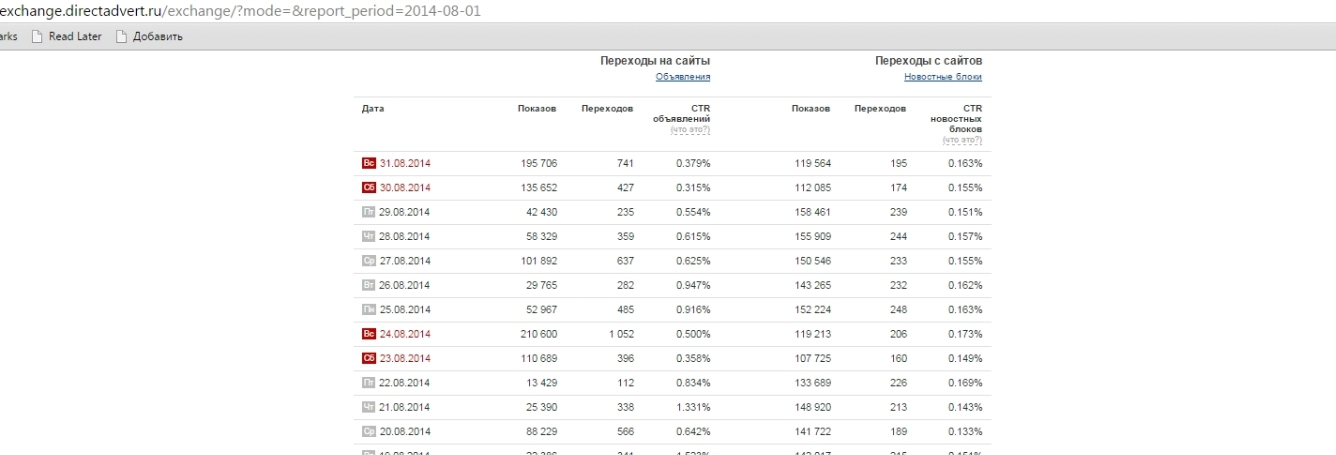 exchange.directadvert.ru/exchange/?mode=&report_period=2014-08-01
arks Read Later Добавить
Переходы на сайты Переходы с сайтов
Объявления Новостные блоки
Дата Показов Переходов CTR Показов Переходов CTR
объявлений новостных
(что это?) блоков
(что это?)
Вс 31.08.2014 195 706 741 0.379% 119 564 195 0.163%
Сб 30.08.2014 135 652 427 0.315% 112 085 174 0.155%
Пт 29.08.2014 42 430 235 0.554% 158 461 239 0.151%
Чт 28.08.2014 58 329 359 0.615% 155 909 244 0.157%
Ср 27.08.2014 101 892 637 0.625% 150 546 233 0.155%
Вт 26.08.2014 29 765 282 0.947% 143 265 232 0.162%
Пн 25.08.2014 52 967 485 0.916% 152 224 248 0.163%
Вс 24.08.2014 210 600 1 052 0.500% 119 213 206 0.173%
Сб 23.08.2014 110 689 396 0.358% 107 725 160 0.149%
Пт 22.08.2014 13 429 112 0.834% 133 689 226 0.169%
Чт 21.08.2014 25 390 338 1.331% 148 920 213 0.143%
Ср 20.08.2014 88 229 566 0.642% 141 722 189 0.133%
19.08.2014